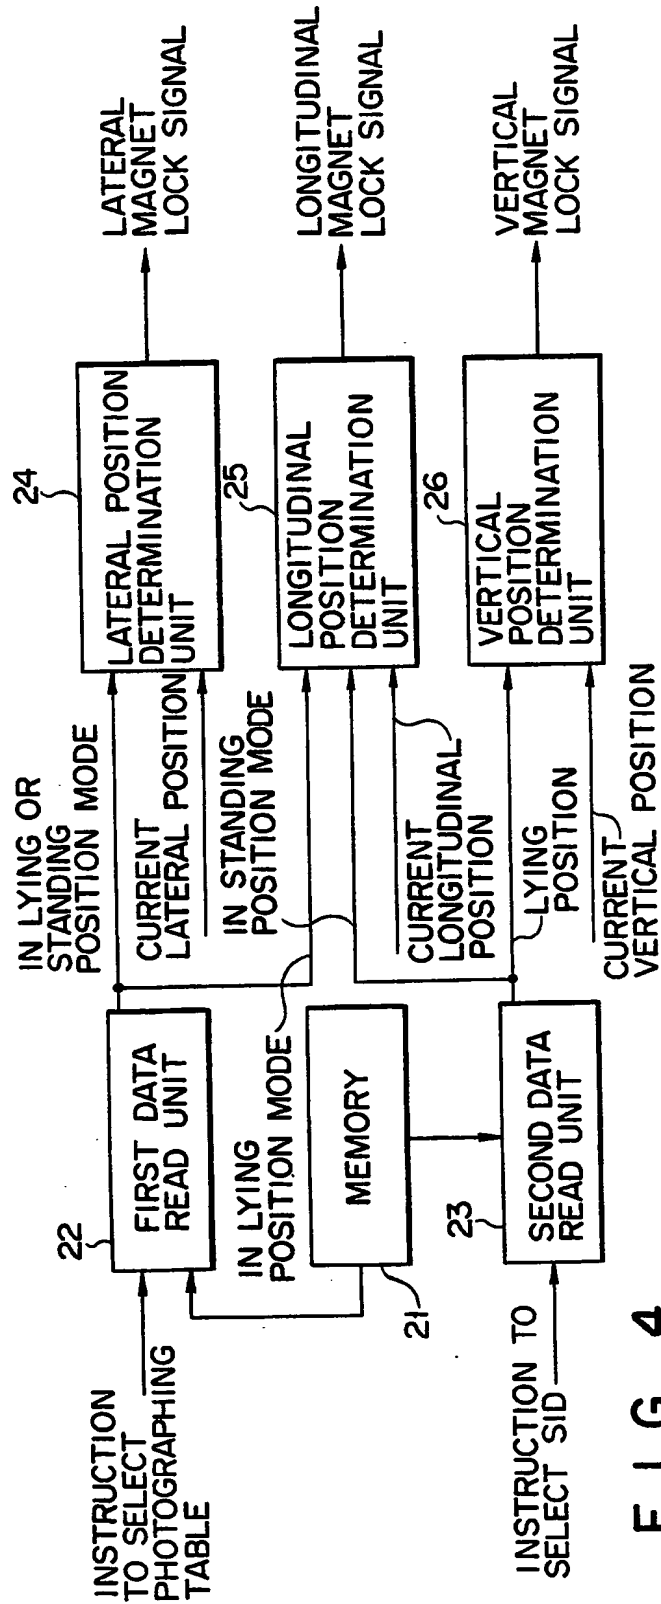 INSTRUCTION
TO SELECT
PHOTOGRAPHING
TABLE
22
FIRST DATA
READ UNIT
IN LYING OR
STANDING
POSITION MODE
CURRENT
LATERAL POSITION
24
LATERAL POSITION
DETERMINATION
UNIT
LATERAL
MAGNET
LOCK SIGNAL
IN LYING
POSITION MODE
IN STANDING
POSITION MODE
MEMORY
21
CURRENT
LONGITUDINAL
POSITION
25
LONGITUDINAL
POSITION
DETERMINATION
UNIT
LONGITUDINAL
MAGNET
LOCK SIGNAL
INSTRUCTION TO
SELECT SID
23
SECOND DATA
READ UNIT
LYING
POSITION
CURRENT
VERTICAL POSITION
26
VERTICAL
POSITION
DETERMINATION
UNIT
VERTICAL
MAGNET
LOCK SIGNAL
FIG. 4